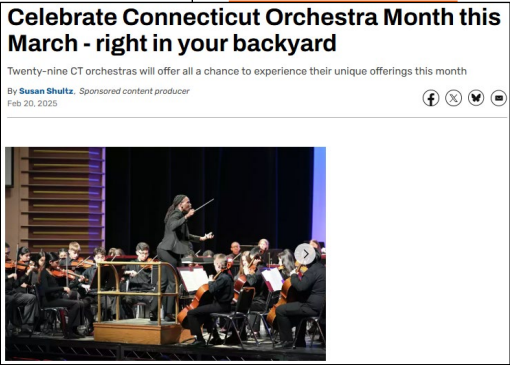 Celebrate Connecticut Orchestra Month this
March - right in your backyard
Twenty-nine CT orchestras will offer all a chance to experience their unique offerings this month
By Susan Shultz, Sponsored content producer
Feb 20, 2025